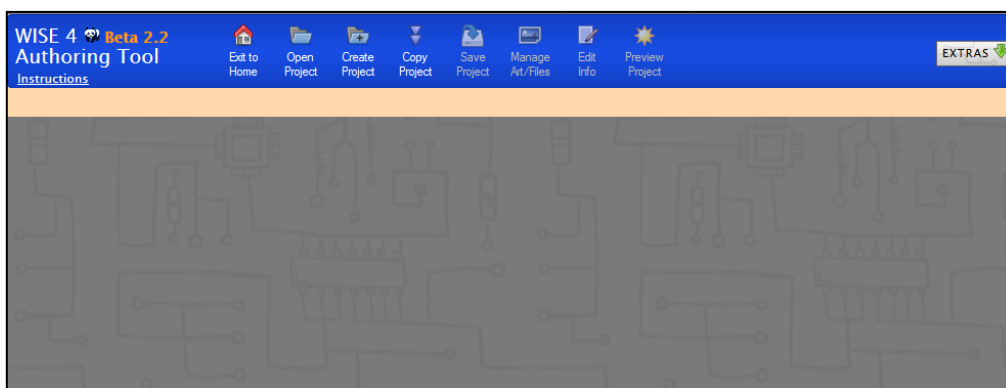 WISE 4 Beta 2.2
Authoring Tool
Instructions
Exit to
Home
Open
Project
Create
Project
Copy
Project
Save
Project
Manage
Art/Files
Edit
Info
Preview
Project
EXTRAS